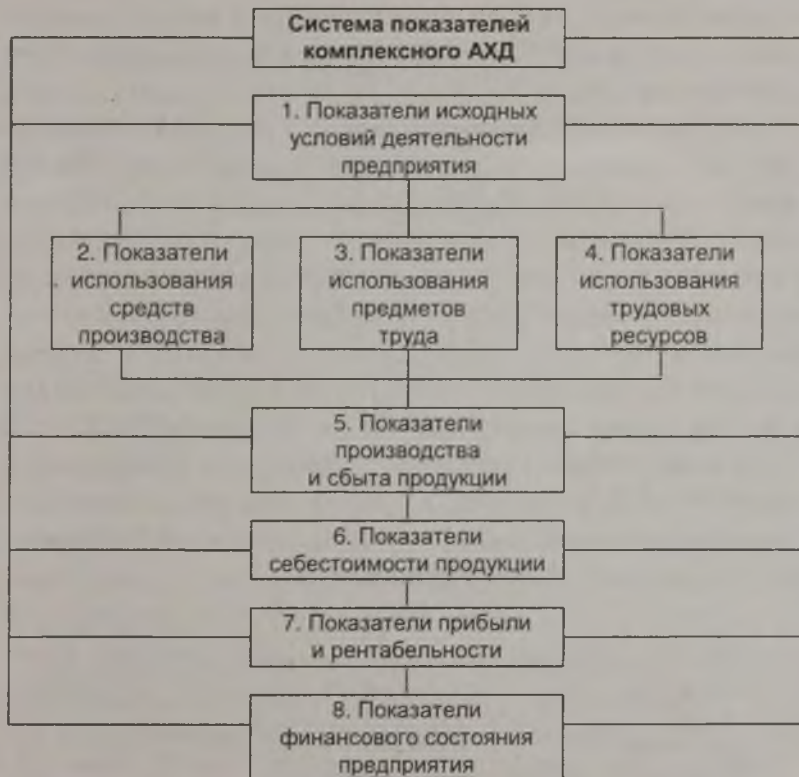 Система показателей
комплексного АХД
1. Показатели исходных
условий деятельности
предприятия
2. Показатели
использования
средств
производства
3. Показатели
использования
предметов
труда
4. Показатели
использования
трудовых
ресурсов
5. Показатели
производства
и сбыта продукции
6. Показатели
себестоимости продукции
7. Показатели прибыли
и рентабельности
8. Показатели
финансового состояния
предприятия